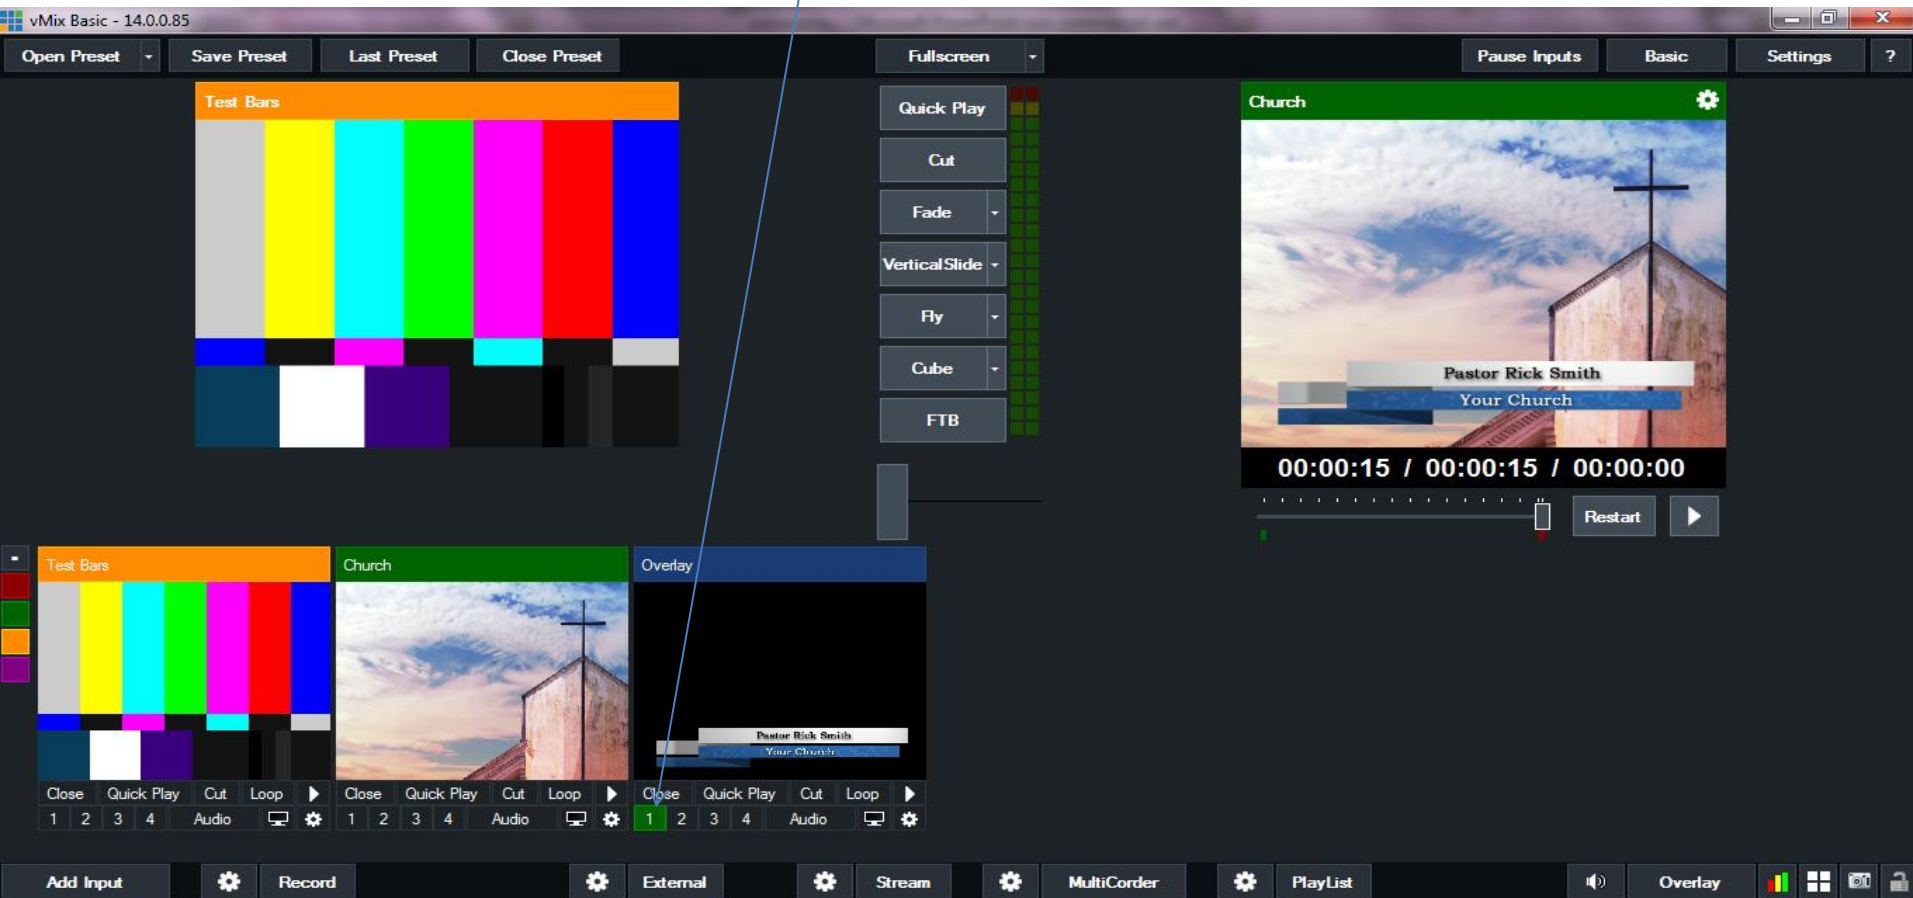 vMix Basic - 14.0.0.85
Open Preset Save Preset Last Preset Close Preset Fullscreen Pause Inputs Basic Settings ?
Test Bars
Quick Play
Cut
Fade
VerticalSlide
Fly
Cube
FTB
Church
Pastor Rick Smith
Your Church
00:00:15 / 00:00:15 / 00:00:00
Restart
Test Bars
Close Quick Play Cut Loop
1 2 3 4 Audio
Church
Close Quick Play Cut Loop
1 2 3 4 Audio
Overlay
Pastor Rick Smith
Your Church
Close Quick Play Cut Loop
1 2 3 4 Audio
Add Input Record External Stream MultiCorder PlayList Overlay